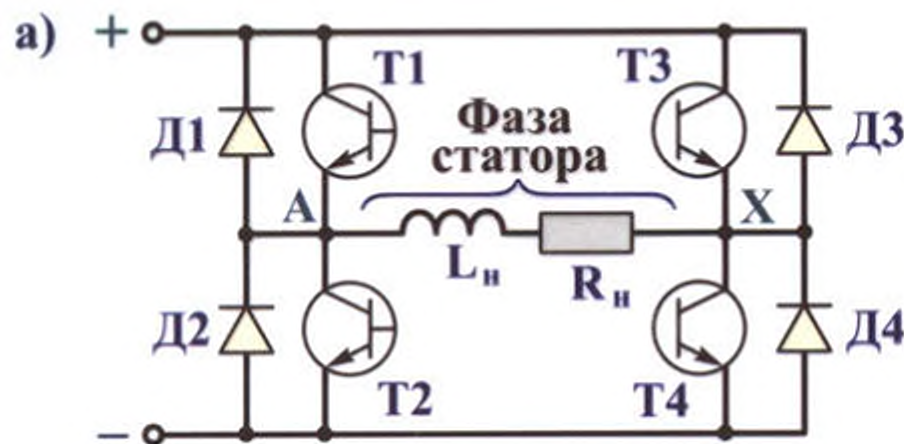 а) +
Т1 Т3
Фаза
статора
Д1 Д3
А Х
Lн Rн
Д2 Д4
Т2 Т4
−